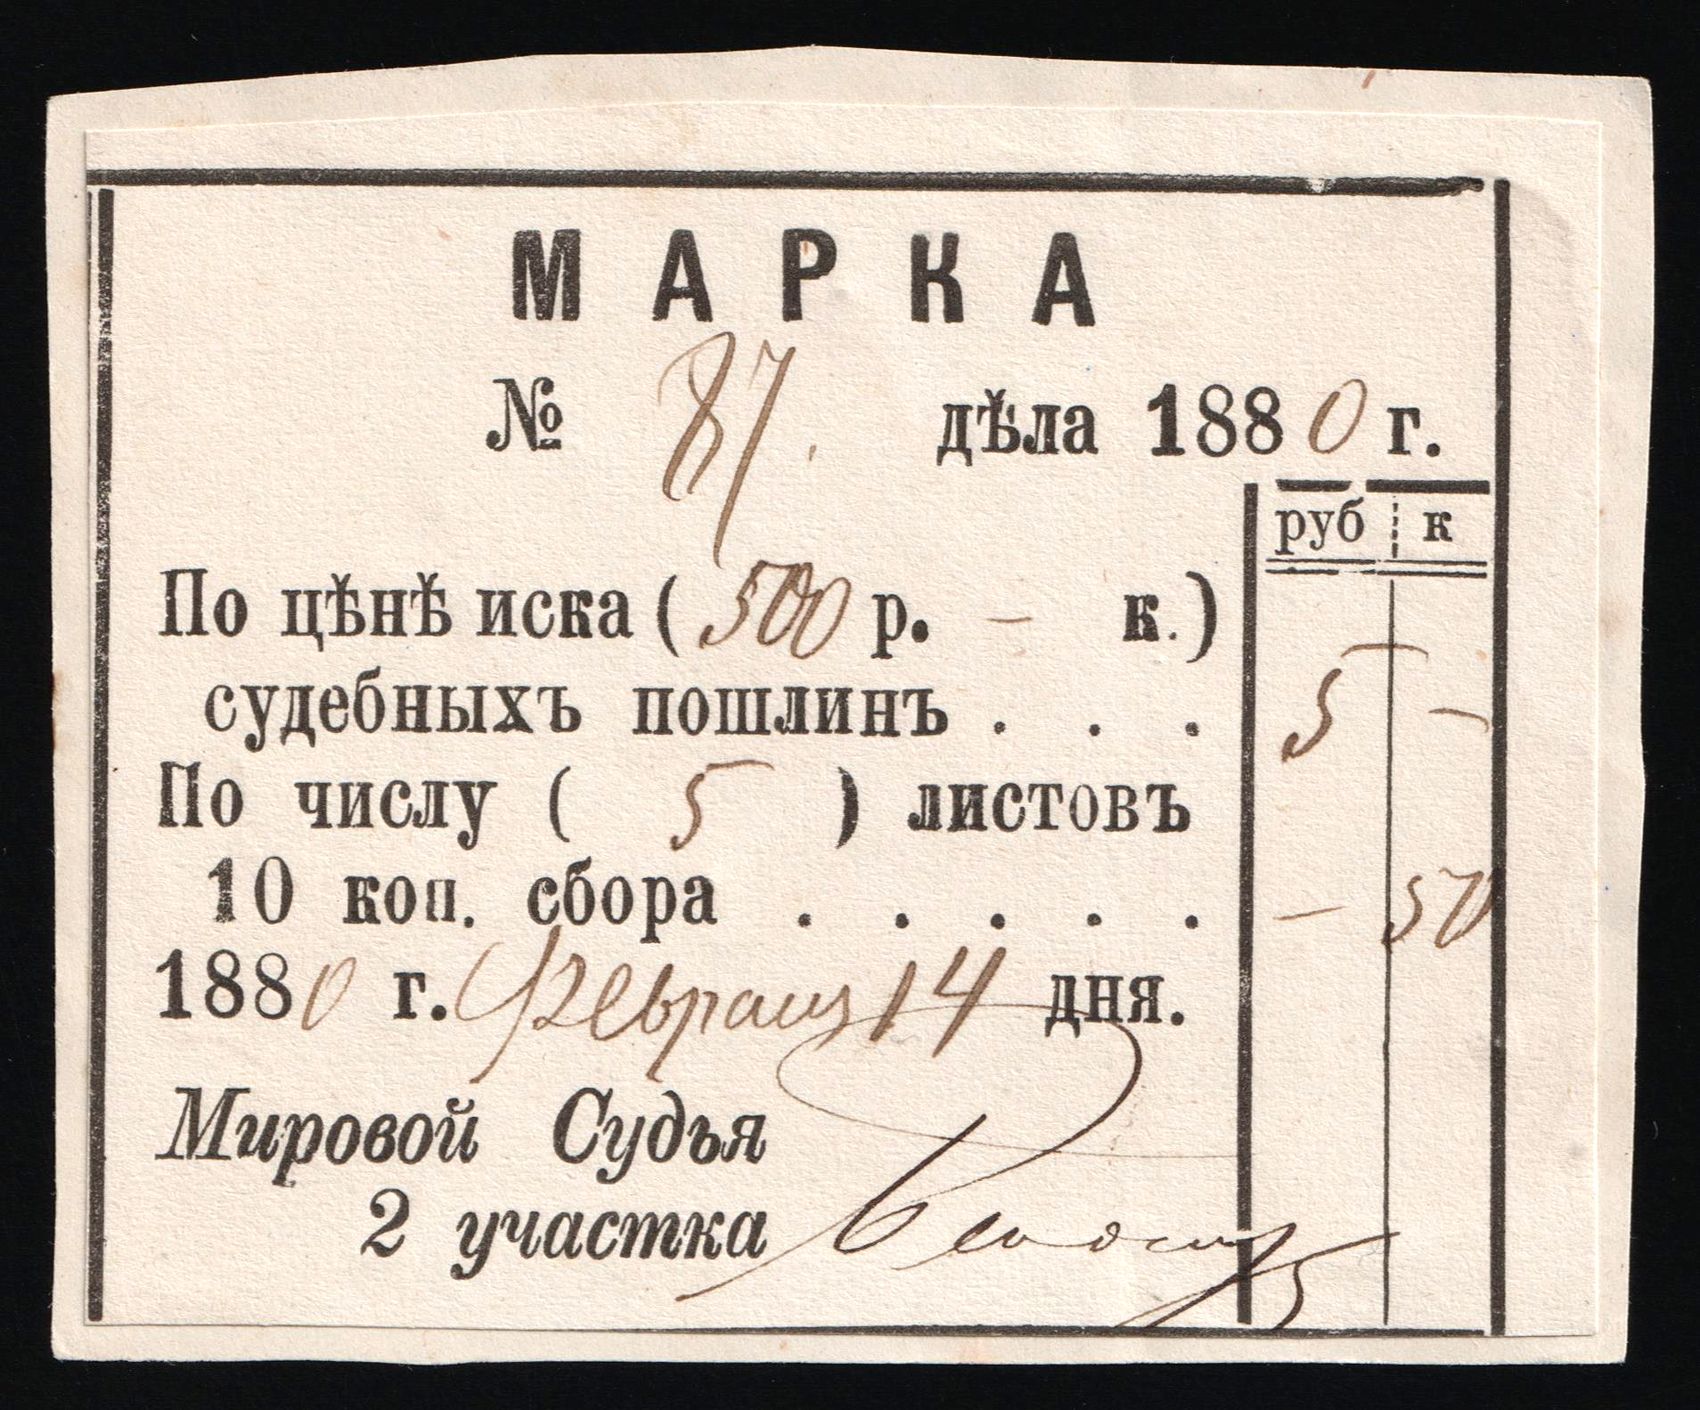 МАРКА
№ 87. дѣла 1880 г.
руб к
По цѣнѣ иска ( 500 р. – к.)
судебныхъ пошлинъ . . . 5 –
По числу ( 5 ) листовъ
10 коп. сбора . . . . . – 50
1880 г. Февраля 14 дня.
Мировой Судья
2 участка